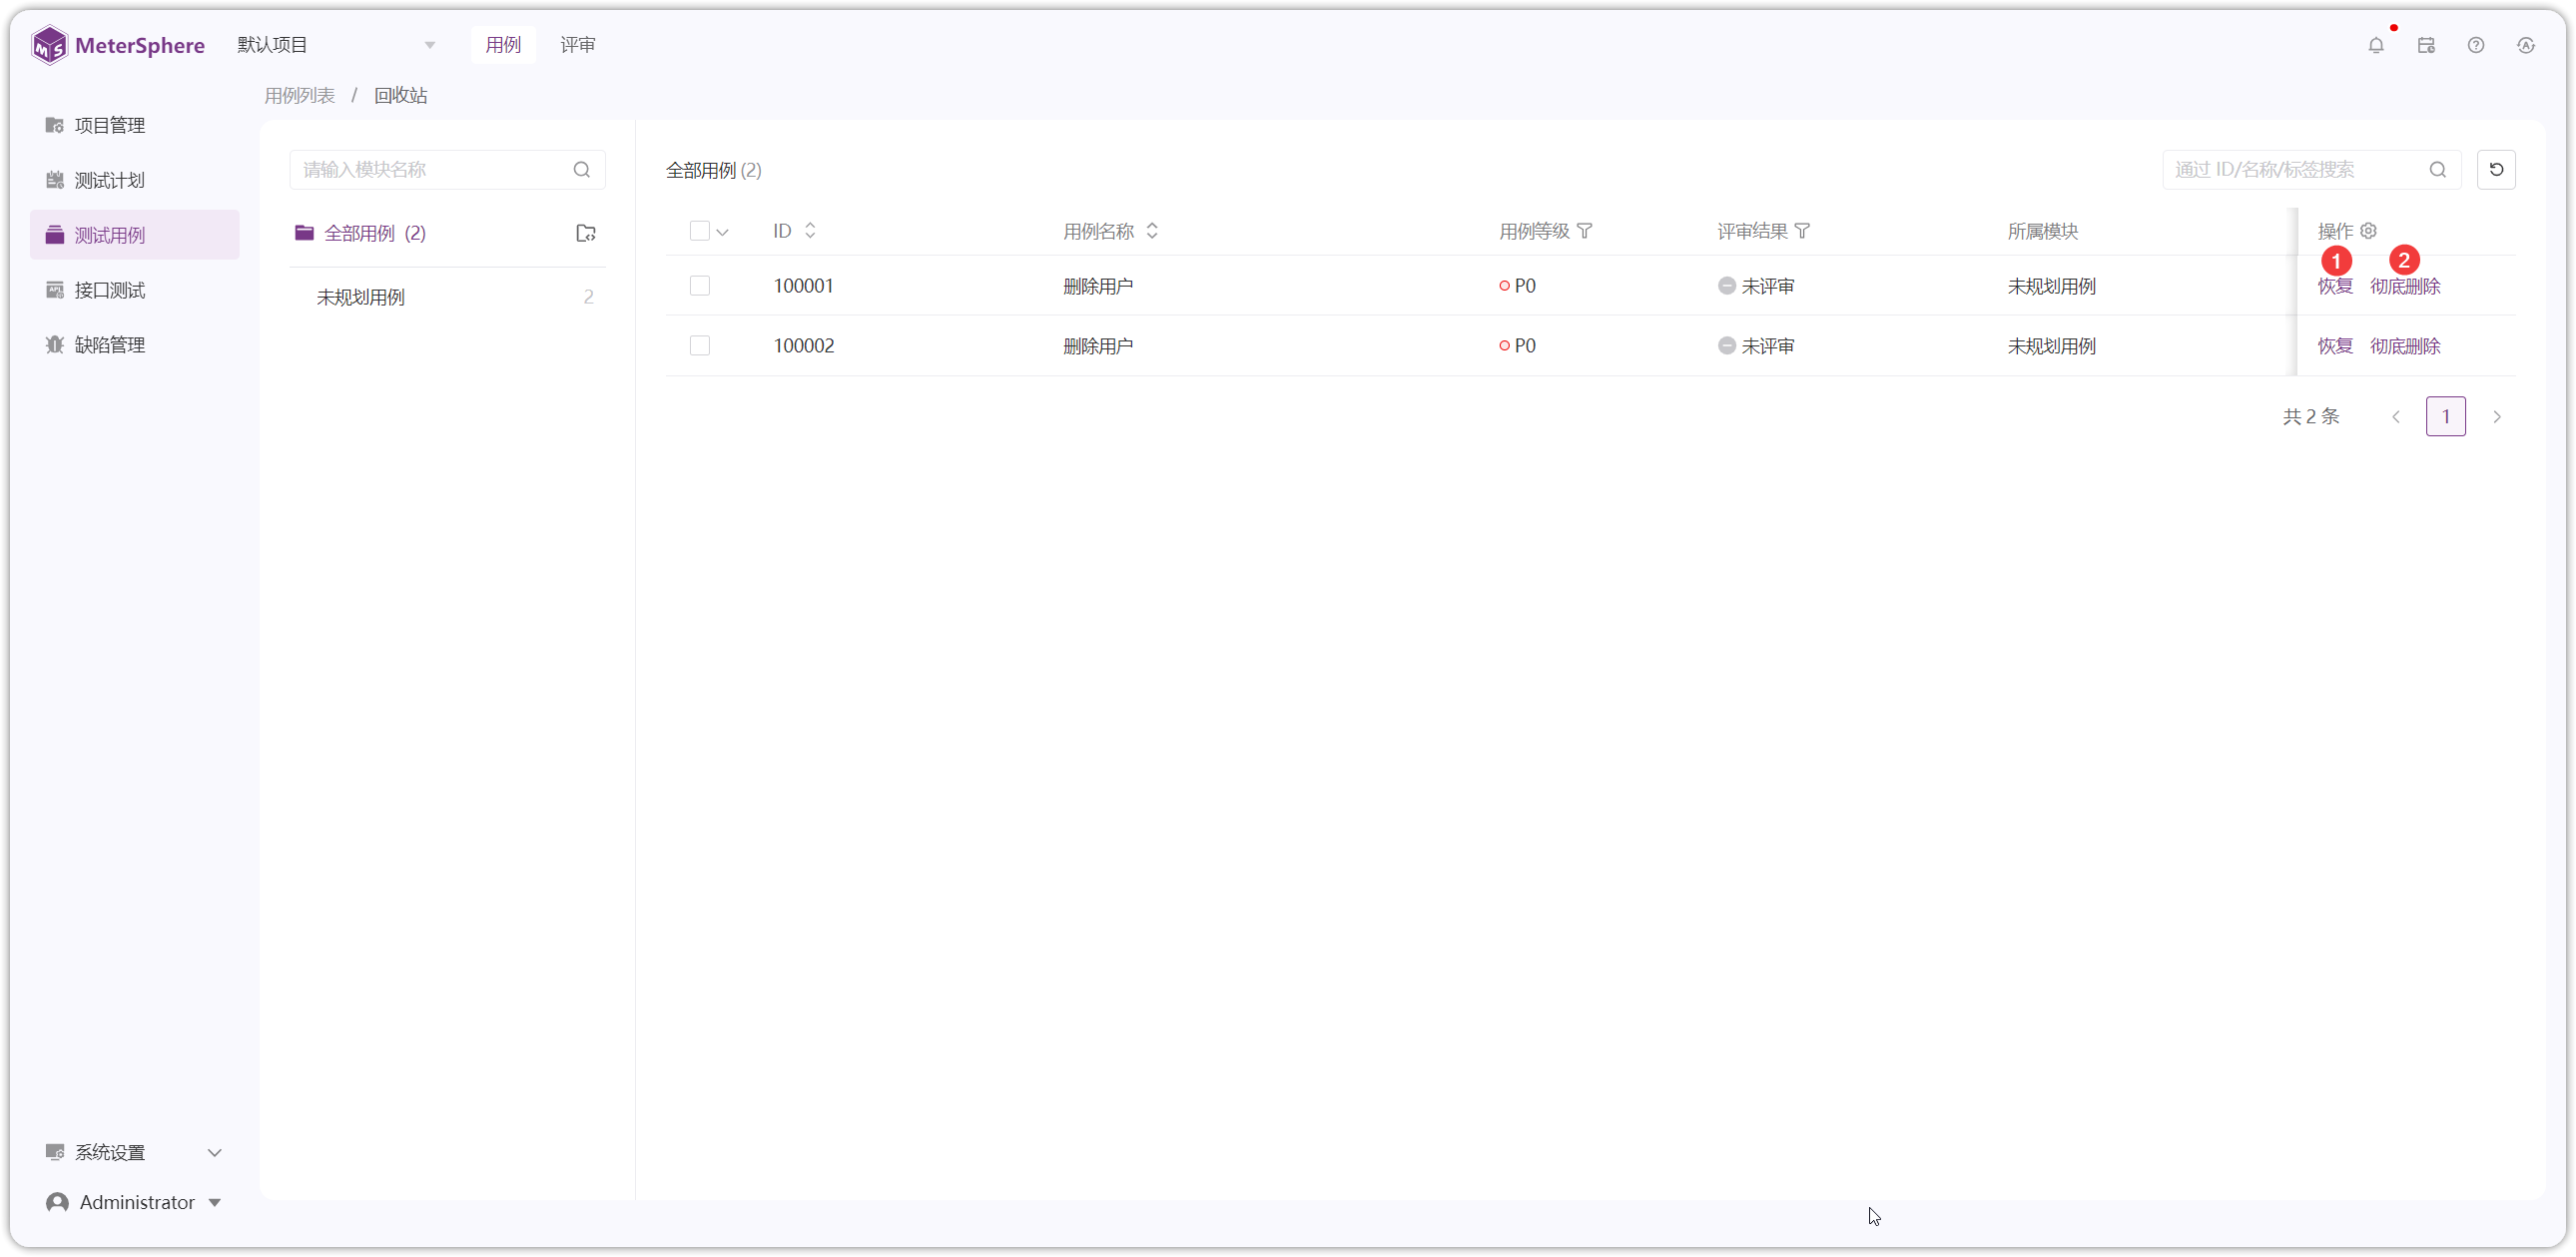 MeterSphere 默认项目 用例 评审
用例列表 / 回收站
项目管理
测试计划
测试用例
接口测试
缺陷管理
系统设置
Administrator
请输入模块名称
全部用例 (2)
未规划用例 2
全部用例 (2) 通过 ID/名称/标签搜索
ID 用例名称 用例等级 评审结果 所属模块 操作
1 2
100001 删除用户 P0 未评审 未规划用例 恢复 彻底删除
100002 删除用户 P0 未评审 未规划用例 恢复 彻底删除
共 2 条 1